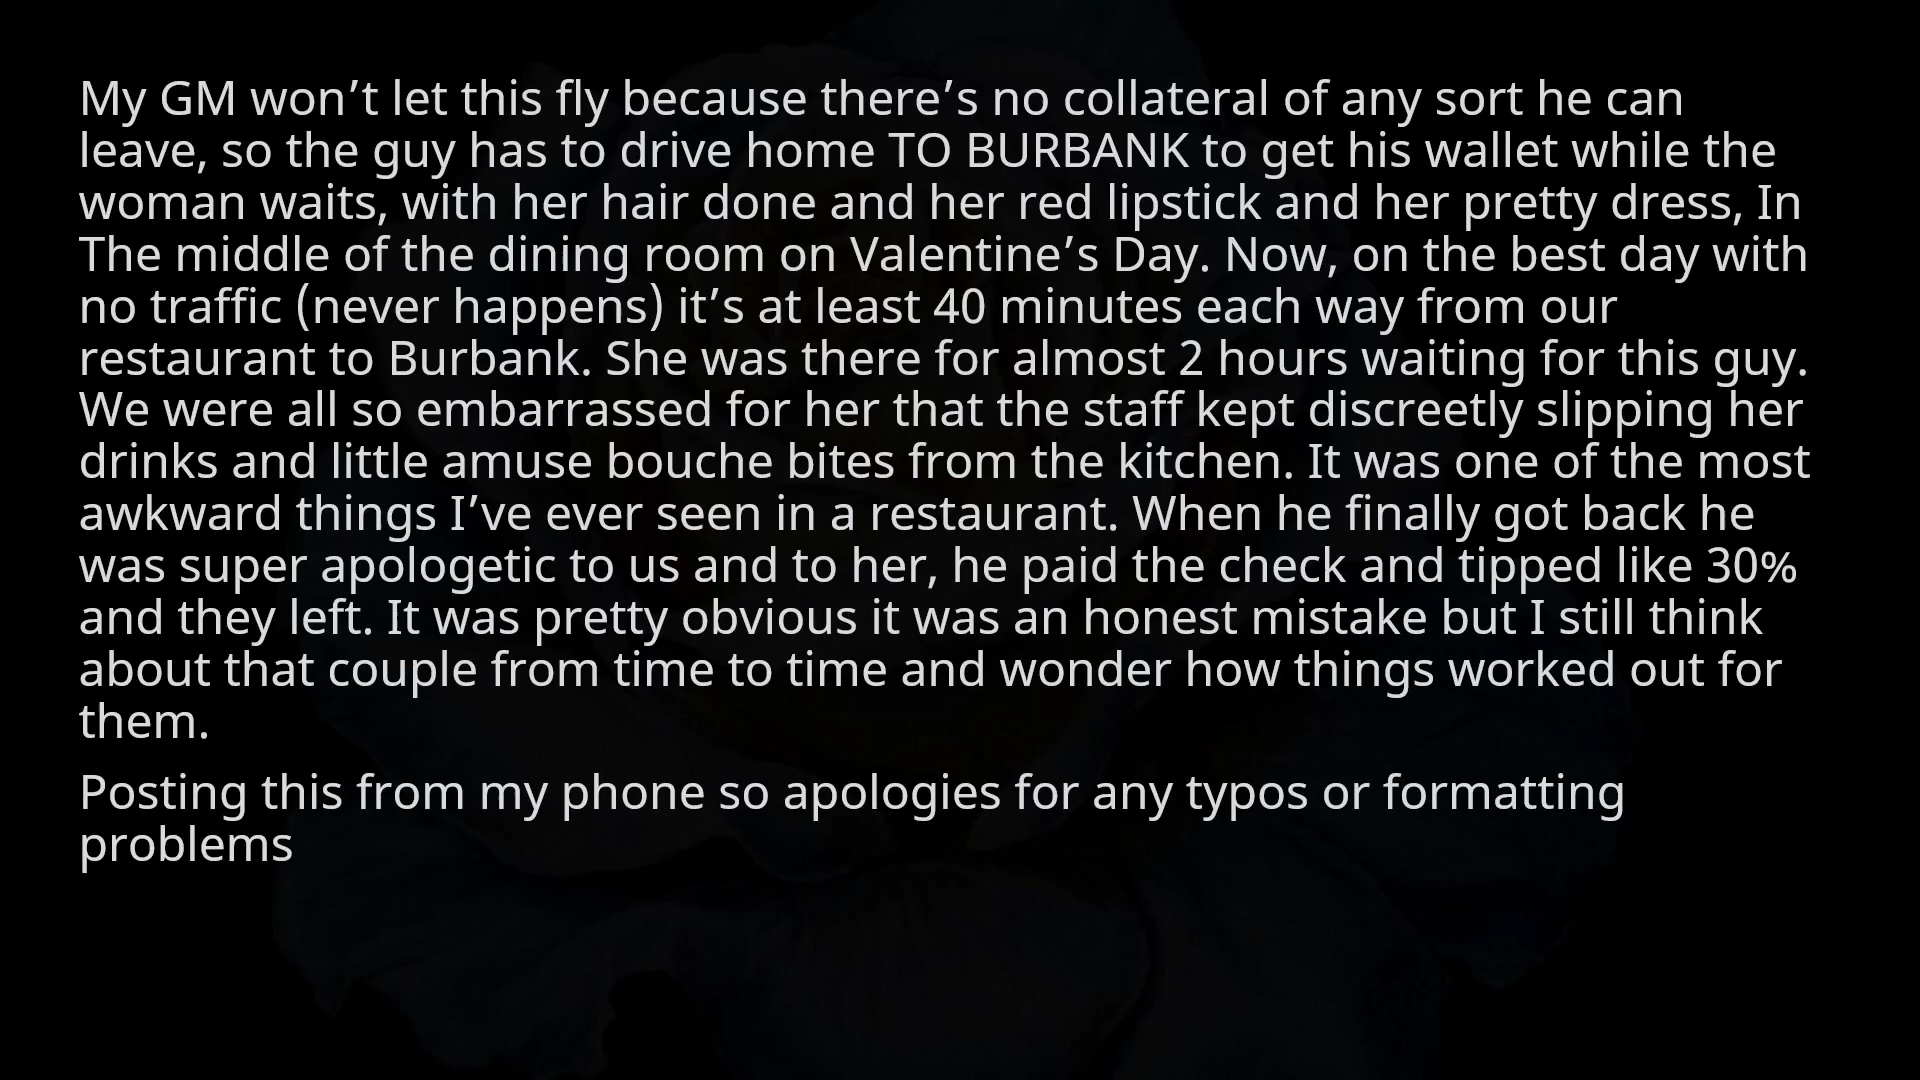 My GM won’t let this fly because there’s no collateral of any sort he can
leave, so the guy has to drive home TO BURBANK to get his wallet while the
woman waits, with her hair done and her red lipstick and her pretty dress, In
The middle of the dining room on Valentine’s Day. Now, on the best day with
no traffic (never happens) it’s at least 40 minutes each way from our
restaurant to Burbank. She was there for almost 2 hours waiting for this guy.
We were all so embarrassed for her that the staff kept discreetly slipping her
drinks and little amuse bouche bites from the kitchen. It was one of the most
awkward things I’ve ever seen in a restaurant. When he finally got back he
was super apologetic to us and to her, he paid the check and tipped like 30%
and they left. It was pretty obvious it was an honest mistake but I still think
about that couple from time to time and wonder how things worked out for
them.
Posting this from my phone so apologies for any typos or formatting
problems